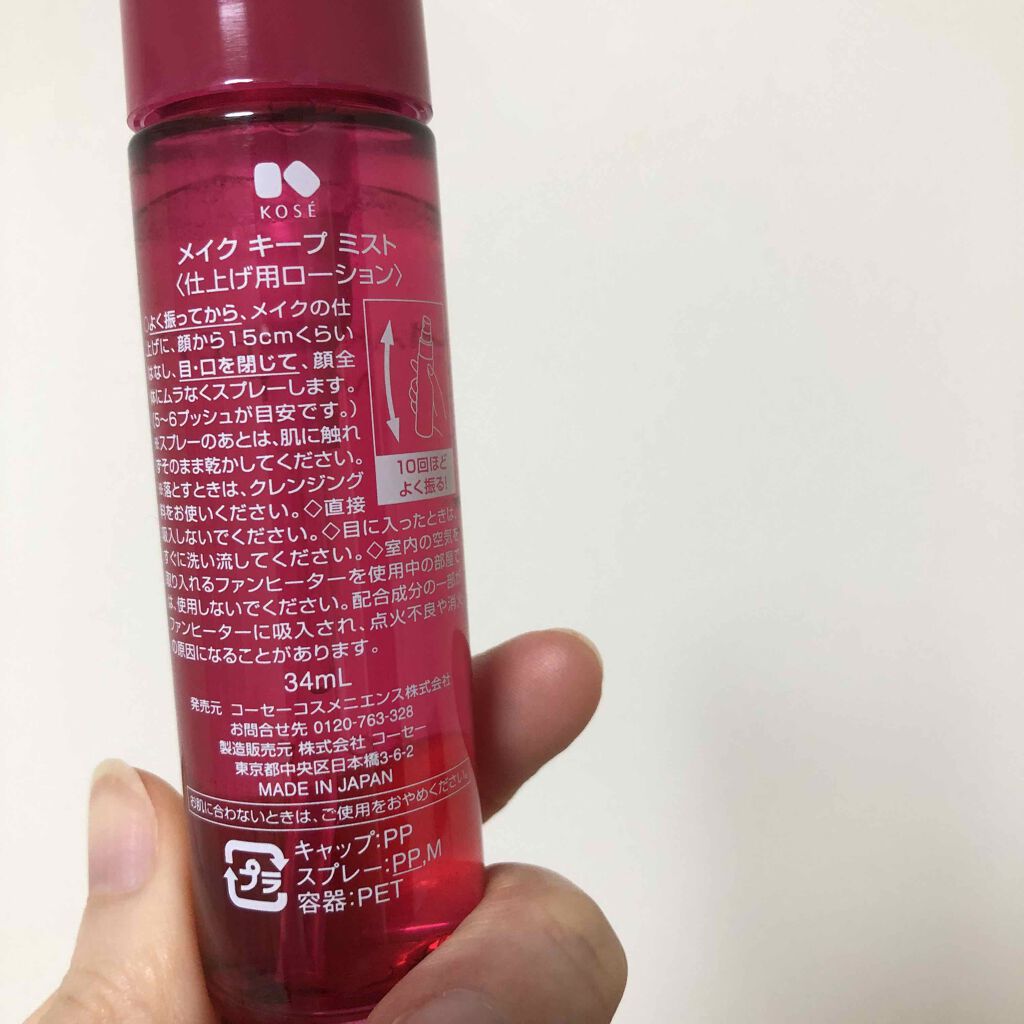 KOSÉ
メイク キープ ミスト
〈仕上げ用ローション〉
よく振ってから、メイクの仕
上げに、顔から15cmくらい
はなし、目・口を閉じて、顔全
体にムラなくスプレーします。
(5〜6プッシュが目安です。)
※スプレーのあとは、肌に触れ
ずそのまま乾かしてください。
※落とすときは、クレンジング
料をお使いください。◇直接
吸入しないでください。◇目に入ったときは、
すぐに洗い流してください。◇室内の空気を
取り入れるファンヒーターを使用中の部屋で
は、使用しないでください。配合成分の一部が
ファンヒーターに吸入され、点火不良や消火
の原因になることがあります。
10回ほど
よく振る!
34mL
発売元 コーセーコスメニエンス株式会社
お問合せ先 0120-763-328
製造販売元 株式会社 コーセー
東京都中央区日本橋3-6-2
MADE IN JAPAN
お肌に合わないときは、ご使用をおやめください。
プラ
キャップ:PP
スプレー:PP,M
容器:PET